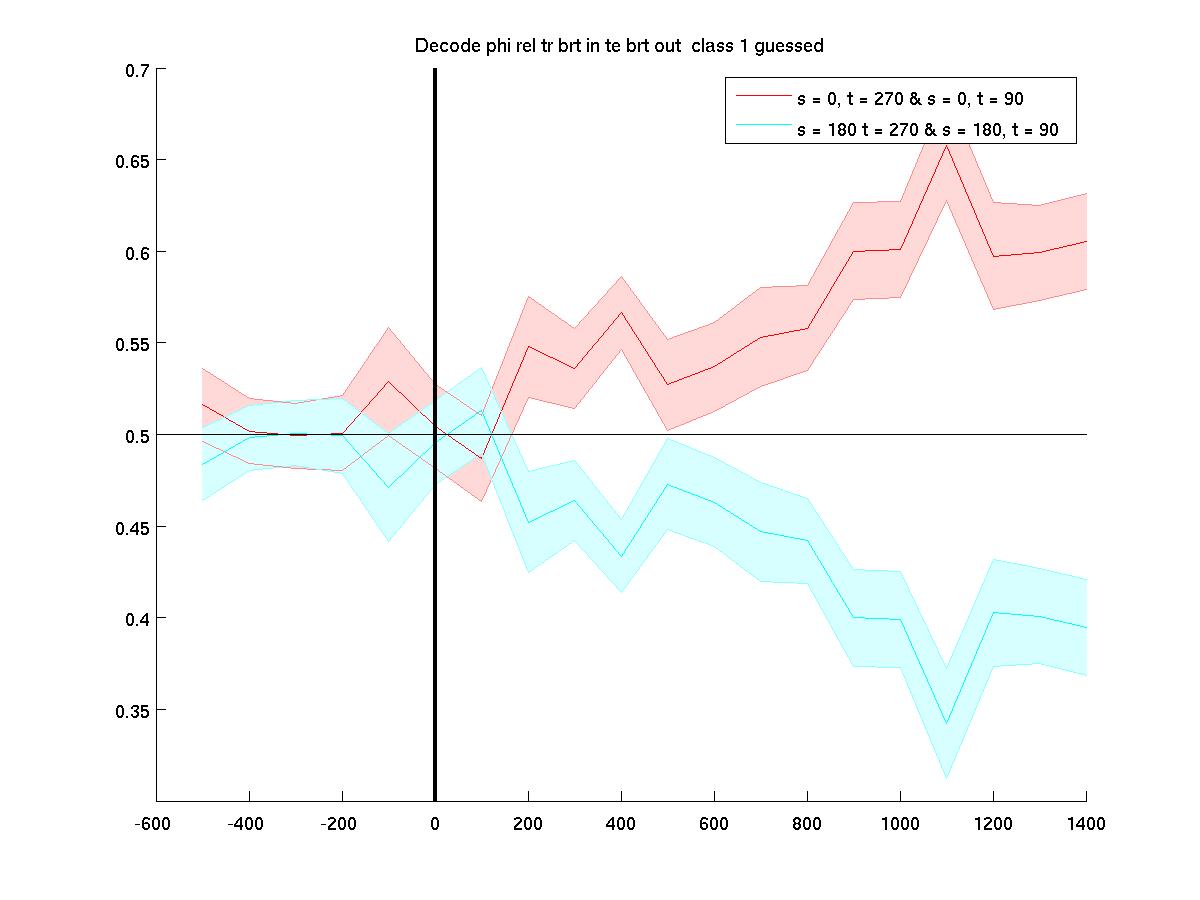 Decode phi rel tr brt in te brt out  class 1 guessed
s = 0, t = 270 & s = 0, t = 90
s = 180 t = 270 & s = 180, t = 90
0.7
0.65
0.6
0.55
0.5
0.45
0.4
0.35
-600 -400 -200 0 200 400 600 800 1000 1200 1400